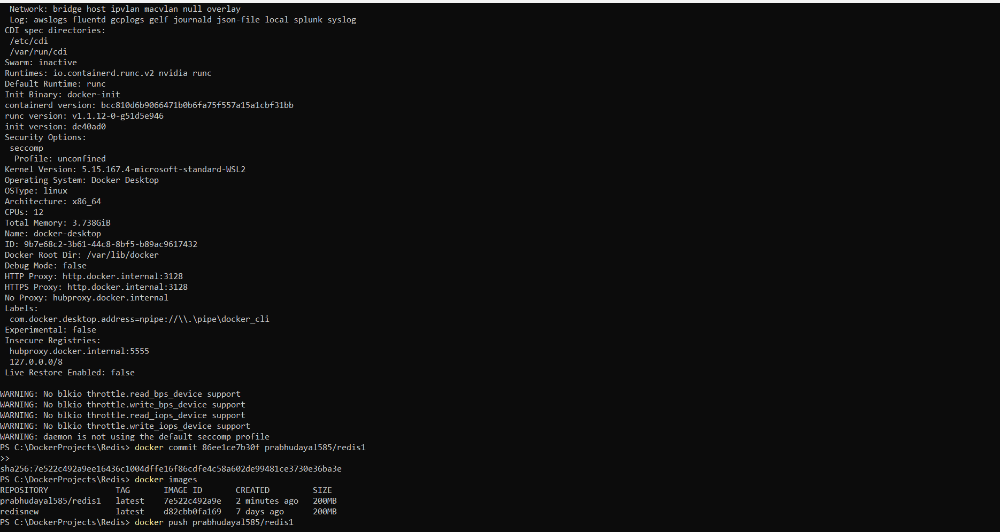 Network: bridge host ipvlan macvlan null overlay
Log: awslogs fluentd gcplogs gelf journald json-file local splunk syslog
CDI spec directories:
/etc/cdi
/var/run/cdi
Swarm: inactive
Runtimes: io.containerd.runc.v2 nvidia runc
Default Runtime: runc
Init Binary: docker-init
containerd version: bcc810d6b9066471b0b6fa75f557a15a1cbf31bb
runc version: v1.1.12-0-g51d5e946
init version: de40ad0
Security Options:
seccomp
Profile: unconfined
Kernel Version: 5.15.167.4-microsoft-standard-WSL2
Operating System: Docker Desktop
OSType: linux
Architecture: x86_64
CPUs: 12
Total Memory: 3.738GiB
Name: docker-desktop
ID: 9b7e68c2-3b61-44c8-8bf5-b89ac9617432
Docker Root Dir: /var/lib/docker
Debug Mode: false
HTTP Proxy: http.docker.internal:3128
HTTPS Proxy: http.docker.internal:3128
No Proxy: hubproxy.docker.internal
Labels:
com.docker.desktop.address=npipe://\\.\pipe\docker_cli
Experimental: false
Insecure Registries:
hubproxy.docker.internal:5555
127.0.0.0/8
Live Restore Enabled: false
WARNING: No blkio throttle.read_bps_device support
WARNING: No blkio throttle.write_bps_device support
WARNING: No blkio throttle.read_iops_device support
WARNING: No blkio throttle.write_iops_device support
WARNING: daemon is not using the default seccomp profile
PS C:\DockerProjects\Redis> docker commit 86ee1ce7b30f prabhudayal585/redis1
>>
sha256:7e522c492a9ee16436c1004dffe16f86cdfe4c58a602de99481ce3730e36ba3e
PS C:\DockerProjects\Redis> docker images
REPOSITORY TAG IMAGE ID CREATED SIZE
prabhudayal585/redis1 latest 7e522c492a9e 2 minutes ago 200MB
redisnew latest d82cbb0fa169 7 days ago 200MB
PS C:\DockerProjects\Redis> docker push prabhudayal585/redis1